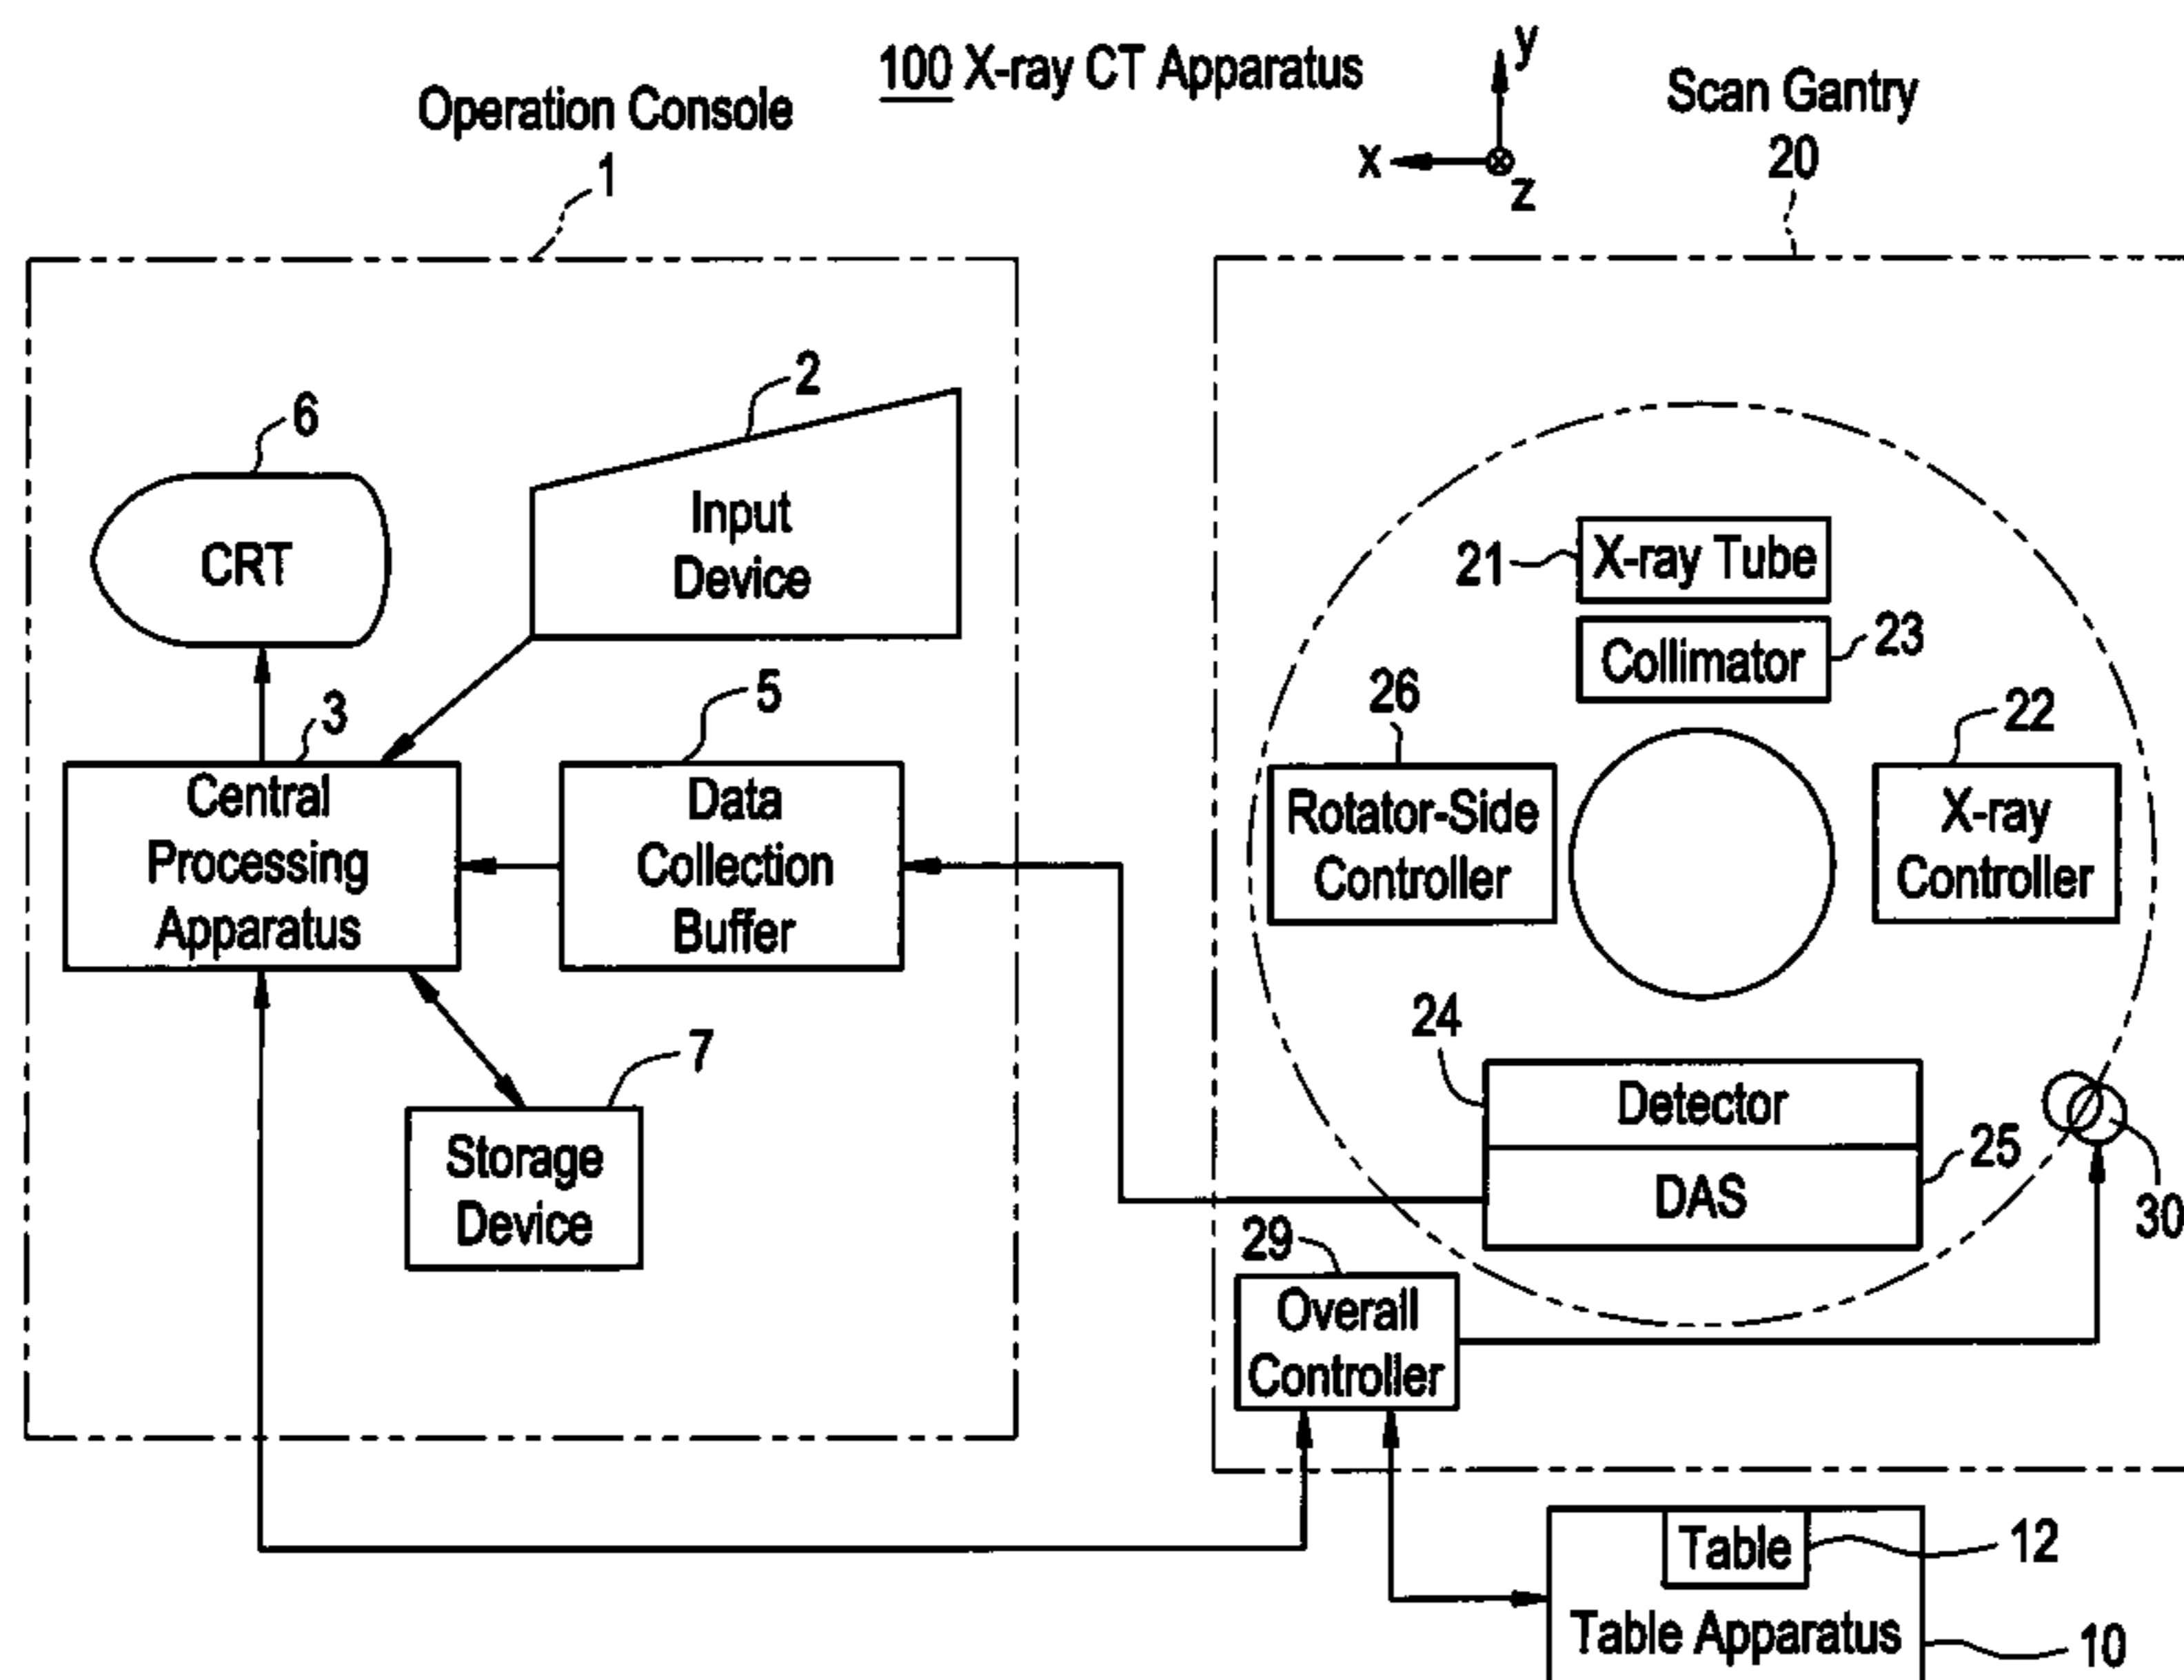 100 X-ray CT Apparatus
Operation Console
1
y
x
z
Scan Gantry
20
6
CRT
2
Input
Device
3
Central
Processing
Apparatus
5
Data
Collection
Buffer
7
Storage
Device
21
X-ray Tube
Collimator
23
26
Rotator-Side
Controller
22
X-ray
Controller
24
Detector
DAS
25
30
29
Overall
Controller
Table
12
Table Apparatus
10